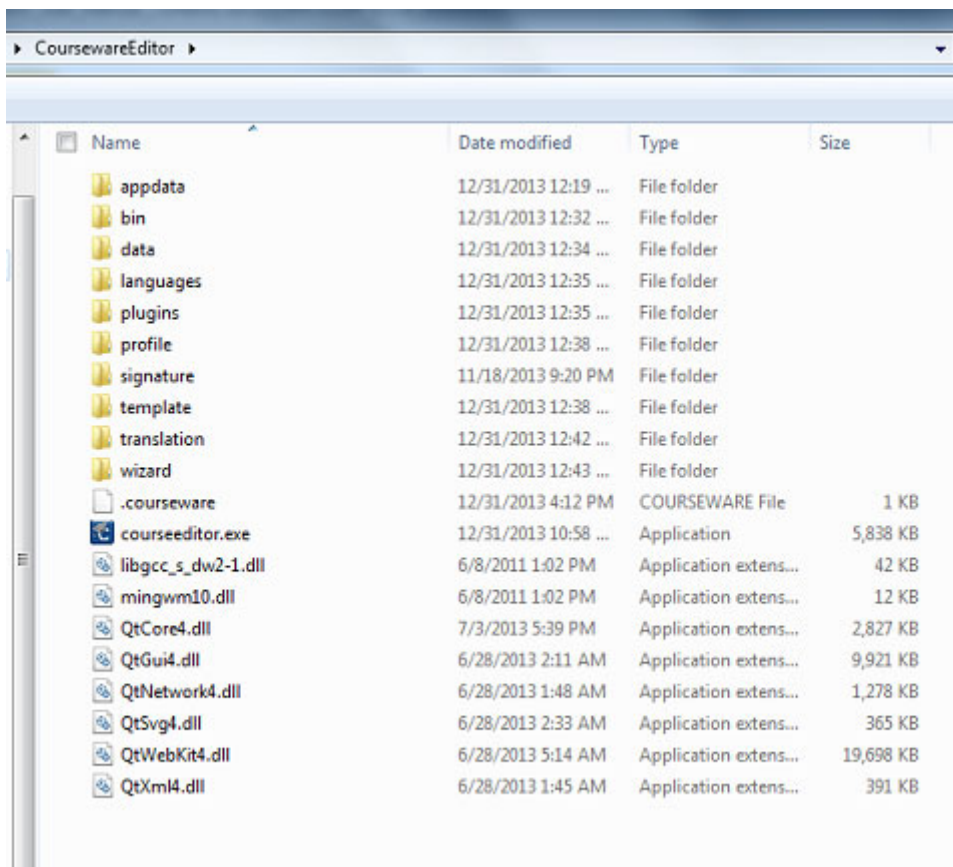 CoursewareEditor
Name Date modified Type Size
appdata 12/31/2013 12:19 ... File folder
bin 12/31/2013 12:32 ... File folder
data 12/31/2013 12:34 ... File folder
languages 12/31/2013 12:35 ... File folder
plugins 12/31/2013 12:35 ... File folder
profile 12/31/2013 12:38 ... File folder
signature 11/18/2013 9:20 PM File folder
template 12/31/2013 12:38 ... File folder
translation 12/31/2013 12:42 ... File folder
wizard 12/31/2013 12:43 ... File folder
.courseware 12/31/2013 4:12 PM COURSEWARE File 1 KB
courseeditor.exe 12/31/2013 10:58 ... Application 5,838 KB
libgcc_s_dw2-1.dll 6/8/2011 1:02 PM Application extens... 42 KB
mingwm10.dll 6/8/2011 1:02 PM Application extens... 12 KB
QtCore4.dll 7/3/2013 5:39 PM Application extens... 2,827 KB
QtGui4.dll 6/28/2013 2:11 AM Application extens... 9,921 KB
QtNetwork4.dll 6/28/2013 1:48 AM Application extens... 1,278 KB
QtSvg4.dll 6/28/2013 2:33 AM Application extens... 365 KB
QtWebKit4.dll 6/28/2013 5:14 AM Application extens... 19,698 KB
QtXml4.dll 6/28/2013 1:45 AM Application extens... 391 KB